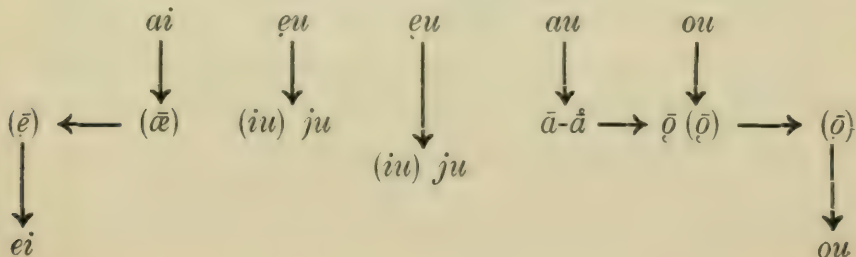 ai ẹu ẹu au ou
(ẹ̄) ← (ǣ) (iu) ju ā-å̄ → ǭ (ǭ) → (ọ̄)
(iu) ju
ei ou